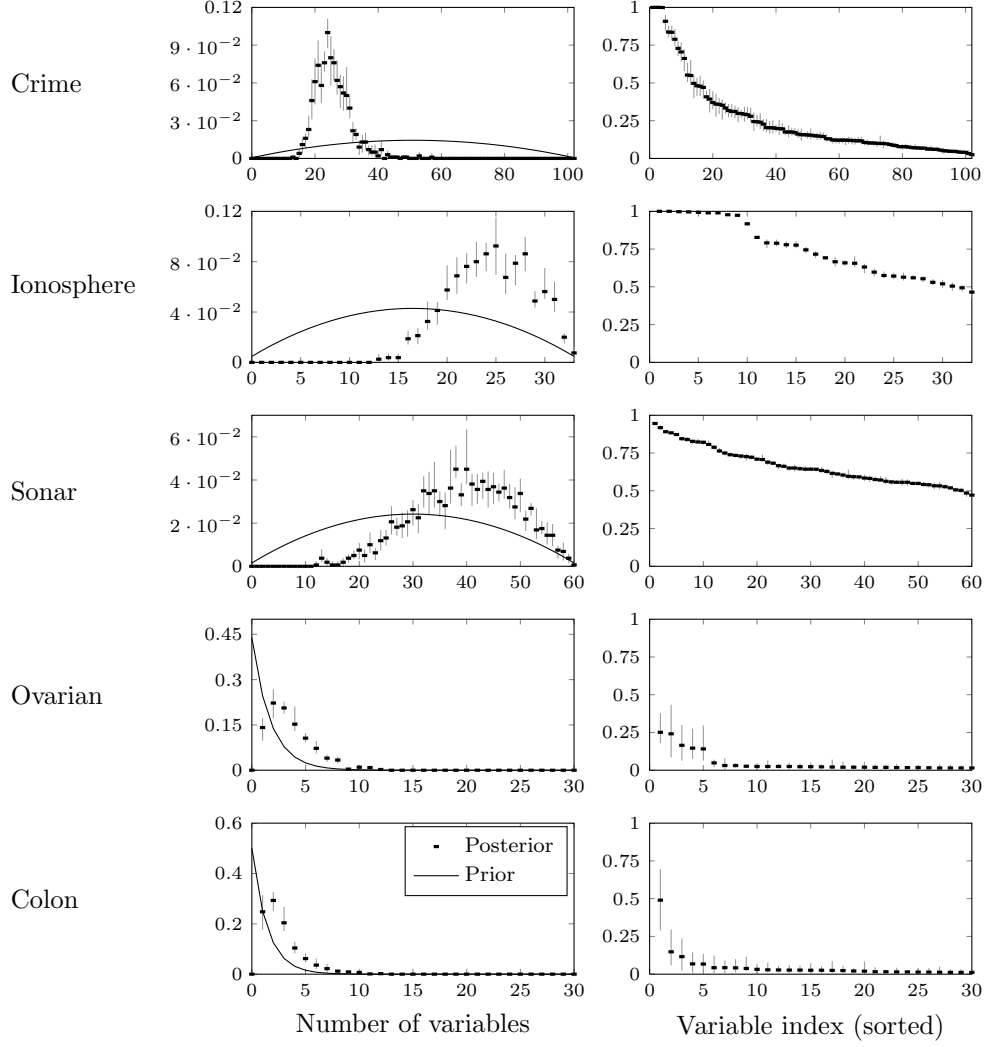 Crime
0.12
9 · 10⁻²
6 · 10⁻²
3 · 10⁻²
0
0 20 40 60 80 100
1
0.75
0.5
0.25
0
0 20 40 60 80 100
Ionosphere
0.12
8 · 10⁻²
4 · 10⁻²
0
0 5 10 15 20 25 30
1
0.75
0.5
0.25
0
0 5 10 15 20 25 30
Sonar
6 · 10⁻²
4 · 10⁻²
2 · 10⁻²
0
0 10 20 30 40 50 60
1
0.75
0.5
0.25
0
0 10 20 30 40 50 60
Ovarian
0.45
0.3
0.15
0
0 5 10 15 20 25 30
1
0.75
0.5
0.25
0
0 5 10 15 20 25 30
Colon
0.6
0.4
0.2
0
0 5 10 15 20 25 30
Posterior
Prior
1
0.75
0.5
0.25
0
0 5 10 15 20 25 30
Number of variables
Variable index (sorted)